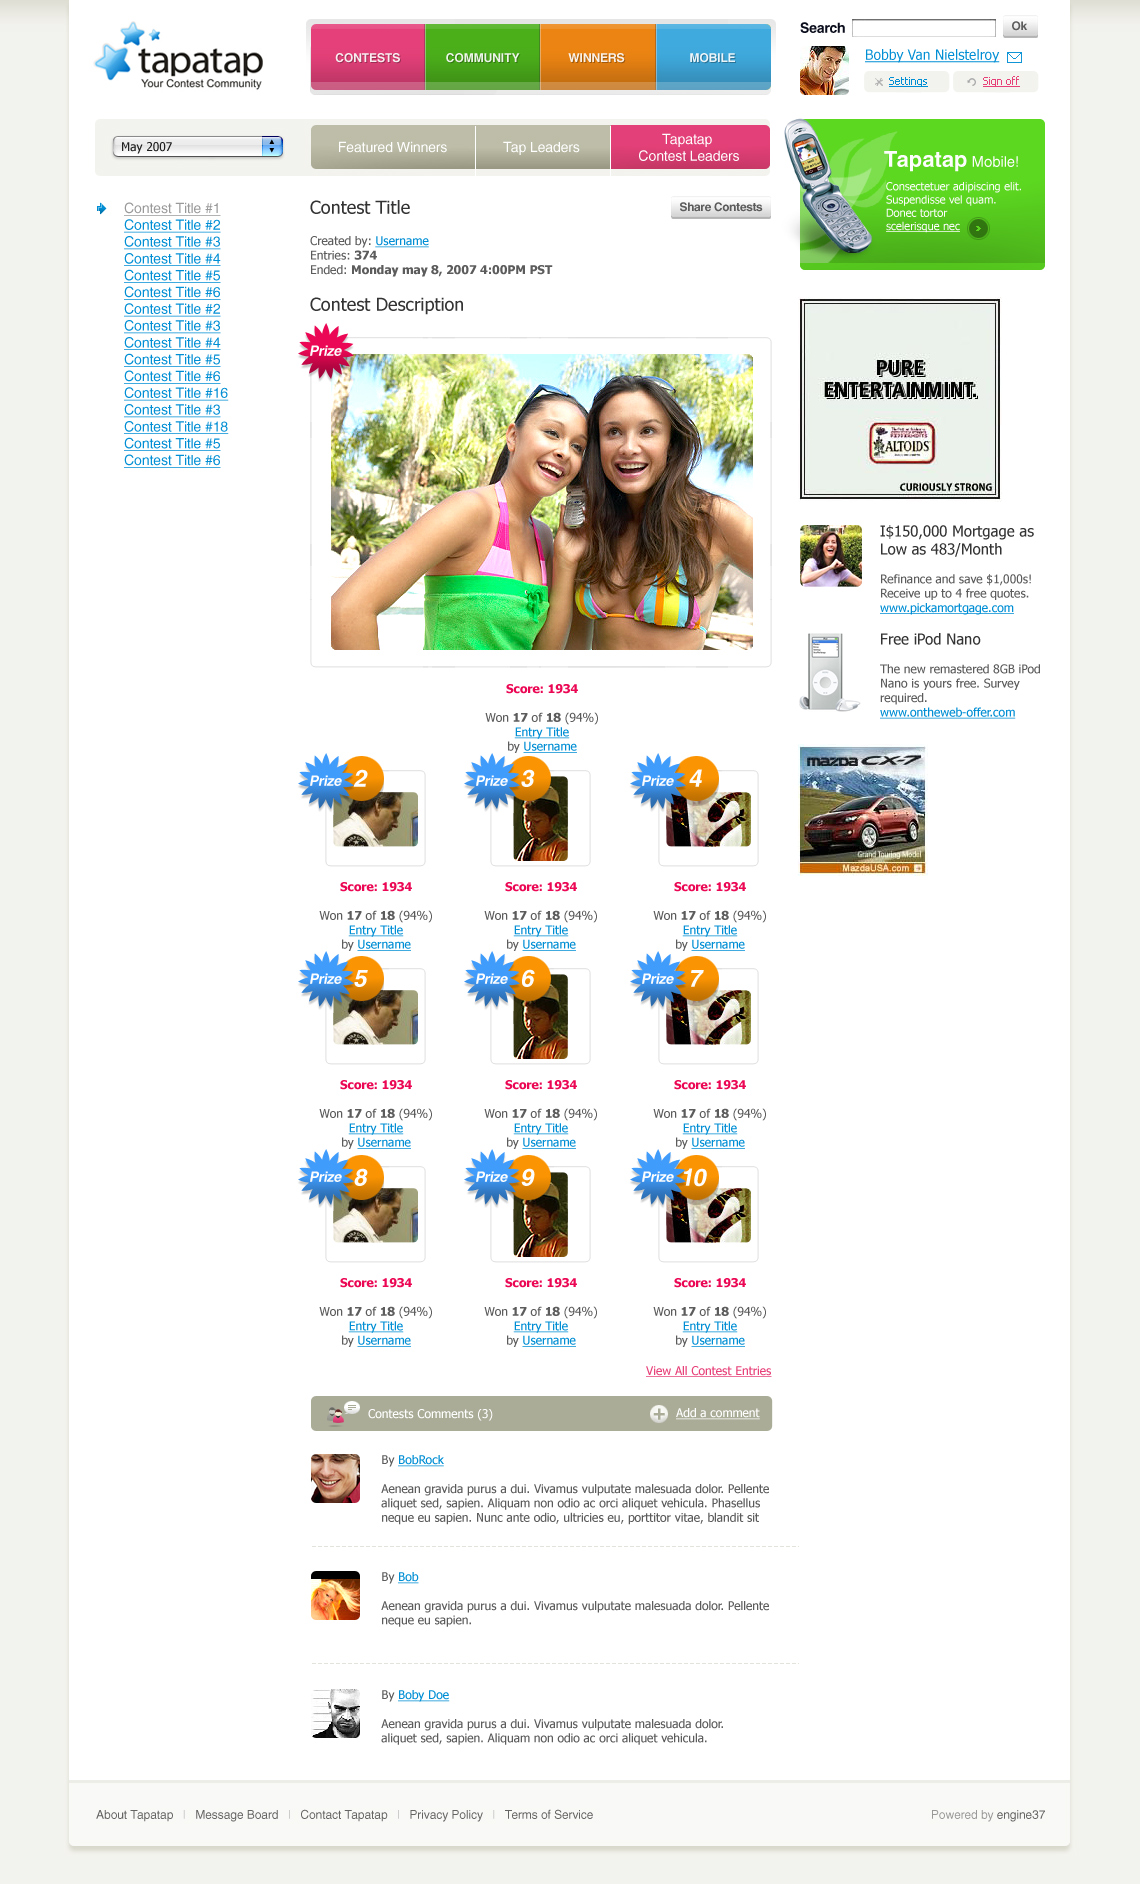 tapatap
Your Contest Community
CONTESTS
COMMUNITY
WINNERS
MOBILE
Search
Ok
Bobby Van Nielstelroy
Settings
Sign off
May 2007
Featured Winners
Tap Leaders
Tapatap
Contest Leaders
Tapatap Mobile!
Consectetuer adipiscing elit.
Suspendisse vel quam.
Donec tortor
scelerisque nec
Contest Title #1
Contest Title #2
Contest Title #3
Contest Title #4
Contest Title #5
Contest Title #6
Contest Title #2
Contest Title #3
Contest Title #4
Contest Title #5
Contest Title #6
Contest Title #16
Contest Title #3
Contest Title #18
Contest Title #5
Contest Title #6
Contest Title
Share Contests
Created by: Username
Entries: 374
Ended: Monday may 8, 2007 4:00PM PST
Contest Description
Prize
Score: 1934
Won 17 of 18 (94%)
Entry Title
by Username
Prize 2
Prize 3
Prize 4
Score: 1934
Score: 1934
Score: 1934
Won 17 of 18 (94%)
Won 17 of 18 (94%)
Won 17 of 18 (94%)
Entry Title
Entry Title
Entry Title
by Username
by Username
by Username
Prize 5
Prize 6
Prize 7
Score: 1934
Score: 1934
Score: 1934
Won 17 of 18 (94%)
Won 17 of 18 (94%)
Won 17 of 18 (94%)
Entry Title
Entry Title
Entry Title
by Username
by Username
by Username
Prize 8
Prize 9
Prize 10
Score: 1934
Score: 1934
Score: 1934
Won 17 of 18 (94%)
Won 17 of 18 (94%)
Won 17 of 18 (94%)
Entry Title
Entry Title
Entry Title
by Username
by Username
by Username
View All Contest Entries
Contests Comments (3)
Add a comment
By BobRock
Aenean gravida purus a dui. Vivamus vulputate malesuada dolor. Pellente
aliquet sed, sapien. Aliquam non odio ac orci aliquet vehicula. Phasellus
neque eu sapien. Nunc ante odio, ultricies eu, porttitor vitae, blandit sit
By Bob
Aenean gravida purus a dui. Vivamus vulputate malesuada dolor. Pellente
neque eu sapien.
By Boby Doe
Aenean gravida purus a dui. Vivamus vulputate malesuada dolor.
aliquet sed, sapien. Aliquam non odio ac orci aliquet vehicula.
PURE
ENTERTAINMINT.
ALTOIDS
CURIOUSLY STRONG
I$150,000 Mortgage as
Low as 483/Month
Refinance and save $1,000s!
Receive up to 4 free quotes.
www.pickamortgage.com
Free iPod Nano
The new remastered 8GB iPod
Nano is yours free. Survey
required.
www.ontheweb-offer.com
mazda CX-7
Grand Touring Model
MazdaUSA.com
About Tapatap
Message Board
Contact Tapatap
Privacy Policy
Terms of Service
Powered by engine37